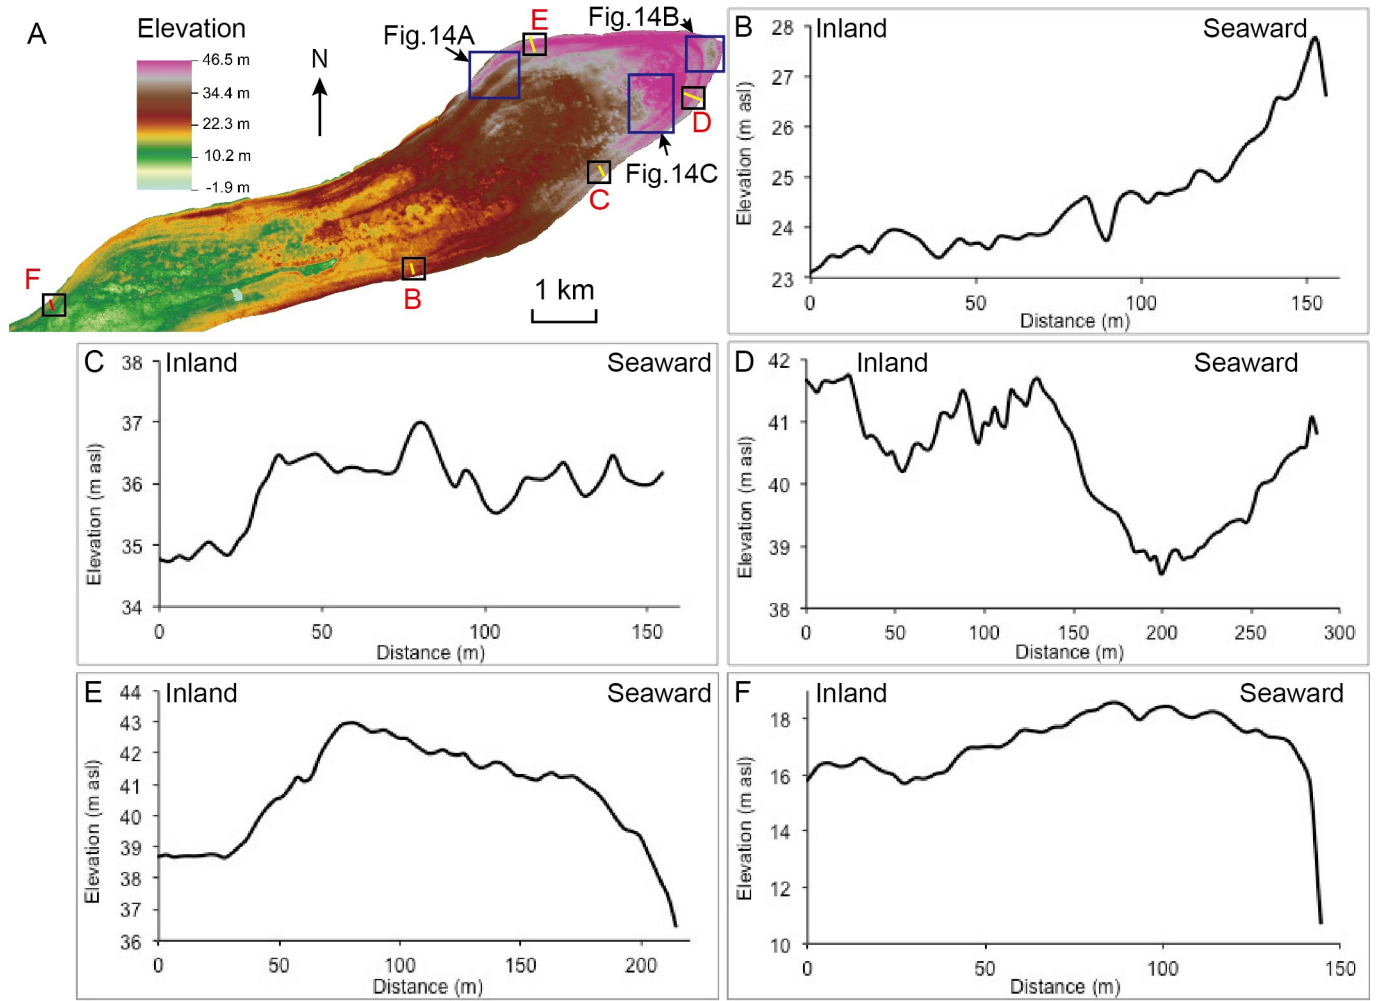 A
Elevation
46.5 m
34.4 m
22.3 m
10.2 m
-1.9 m
N
Fig.14A
E
Fig.14B
D
Fig.14C
C
B
F
1 km
B
Inland
Seaward
Elevation (m asl)
28
27
26
25
24
23
0 50 100 150
Distance (m)
C
Inland
Seaward
Elevation (m asl)
38
37
36
35
34
0 50 100 150
Distance (m)
D
Inland
Seaward
Elevation (m asl)
42
41
40
39
38
0 50 100 150 200 250 300
Distance (m)
E
Inland
Seaward
Elevation (m asl)
44
43
42
41
40
39
38
37
36
0 50 100 150 200
Distance (m)
F
Inland
Seaward
Elevation (m asl)
18
16
14
12
10
0 50 100 150
Distance (m)